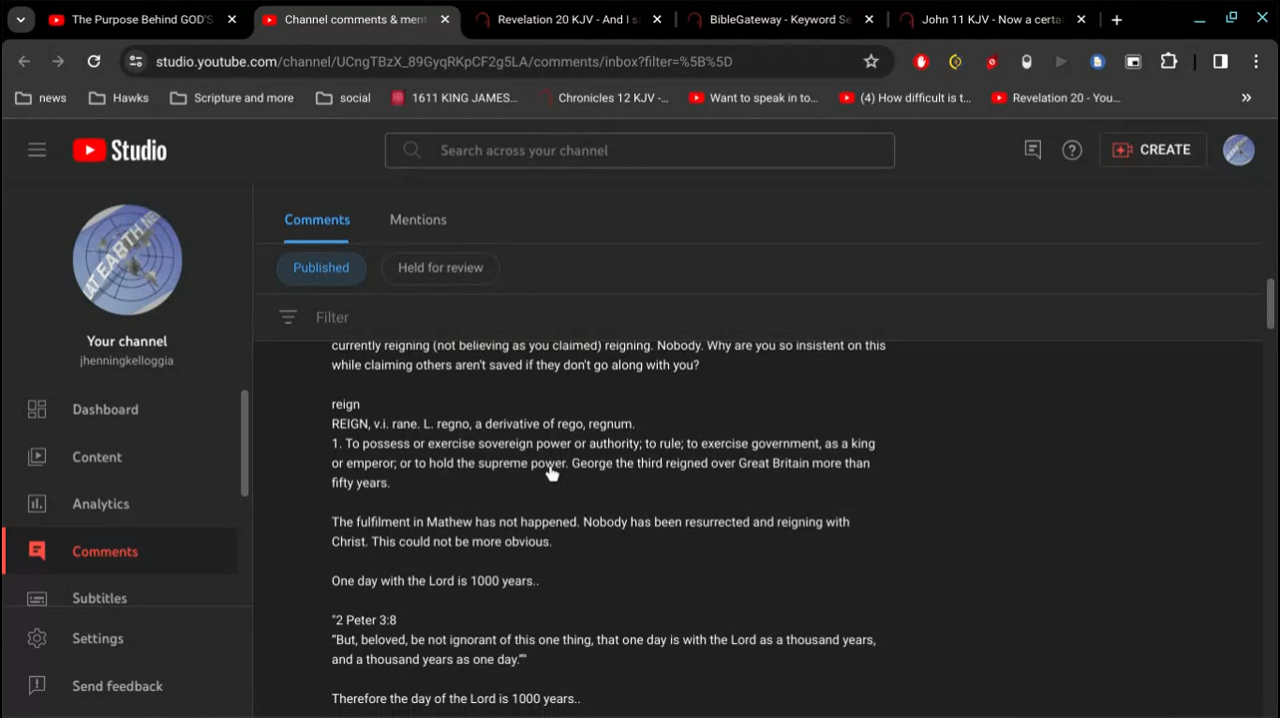 The Purpose Behind GOD'S
Channel comments & ment
Revelation 20 KJV - And I s
BibleGateway - Keyword Se
John 11 KJV - Now a certa
studio.youtube.com/channel/UCngTBzX_89GyqRKpCF2g5LA/comments/inbox?filter=%5B%5D
news
Hawks
Scripture and more
social
1611 KING JAMES...
Chronicles 12 KJV -...
Want to speak in to...
(4) How difficult is t...
Revelation 20 - You...
»
Studio
Search across your channel
CREATE
AT EARTH NE
Your channel
jhenningkelloggia
Dashboard
Content
Analytics
Comments
Subtitles
Settings
Send feedback
Comments
Mentions
Published
Held for review
Filter
currently reigning (not believing as you claimed) reigning. Nobody. Why are you so insistent on this
while claiming others aren't saved if they don't go along with you?
reign
REIGN, v.i. rane. L. regno, a derivative of rego, regnum.
1. To possess or exercise sovereign power or authority; to rule; to exercise government, as a king
or emperor; or to hold the supreme power. George the third reigned over Great Britain more than
fifty years.
The fulfilment in Mathew has not happened. Nobody has been resurrected and reigning with
Christ. This could not be more obvious.
One day with the Lord is 1000 years..
"2 Peter 3:8
“But, beloved, be not ignorant of this one thing, that one day is with the Lord as a thousand years,
and a thousand years as one day.”"
Therefore the day of the Lord is 1000 years..